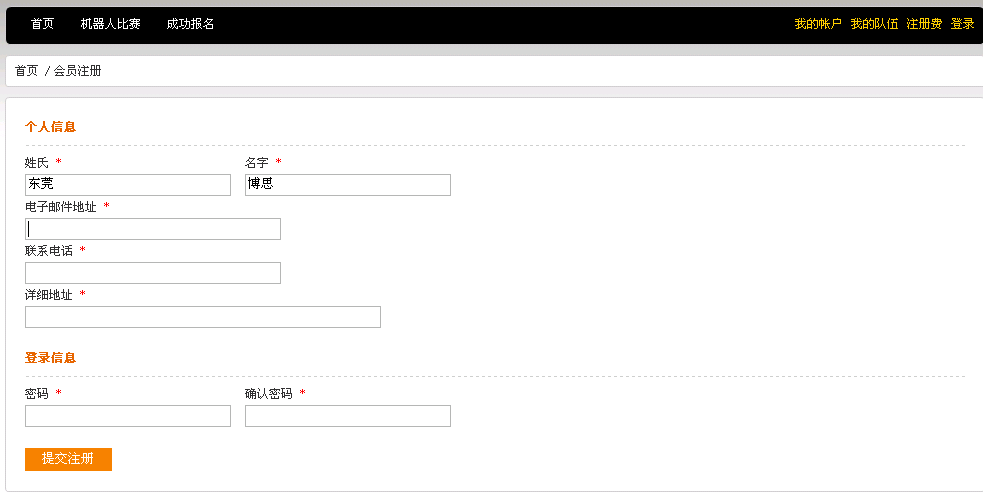 首页 机器人比赛 成功报名 我的帐户 我的队伍 注册费 登录
首页 / 会员注册
个人信息
姓氏 * 名字 *
东莞 博思
电子邮件地址 *
联系电话 *
详细地址 *
登录信息
密码 * 确认密码 *
提交注册